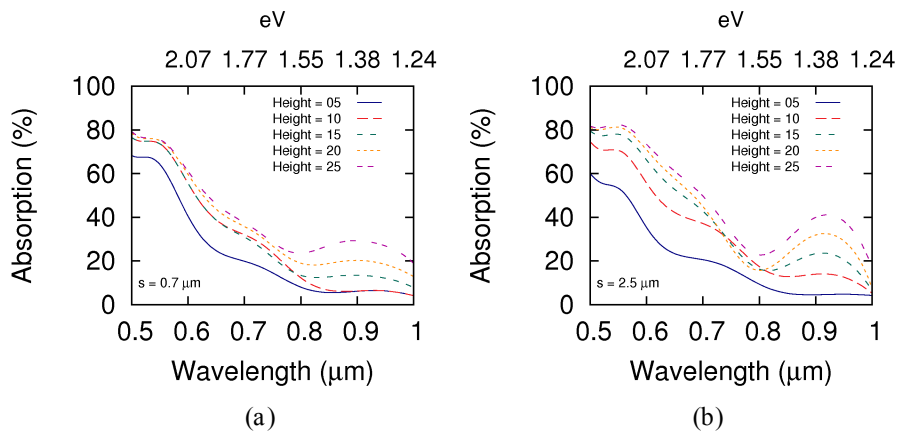 eV
2.07 1.77 1.55 1.38 1.24
100
80
60
40
20
0
Absorption (%)
Height = 05
Height = 10
Height = 15
Height = 20
Height = 25
s = 0.7 μm
0.5 0.6 0.7 0.8 0.9 1
Wavelength (μm)
(a)
eV
2.07 1.77 1.55 1.38 1.24
100
80
60
40
20
0
Absorption (%)
Height = 05
Height = 10
Height = 15
Height = 20
Height = 25
s = 2.5 μm
0.5 0.6 0.7 0.8 0.9 1
Wavelength (μm)
(b)